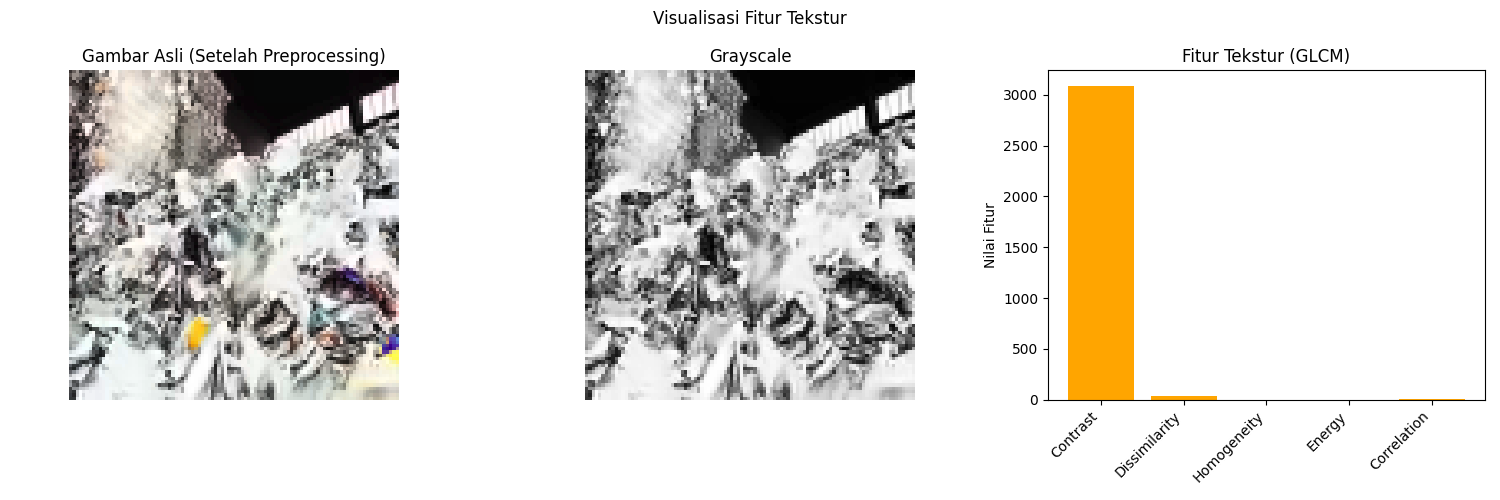 Visualisasi Fitur Tekstur
Gambar Asli (Setelah Preprocessing)
Grayscale
Fitur Tekstur (GLCM)
Nilai Fitur
3000
2500
2000
1500
1000
500
0
Contrast
Dissimilarity
Homogeneity
Energy
Correlation